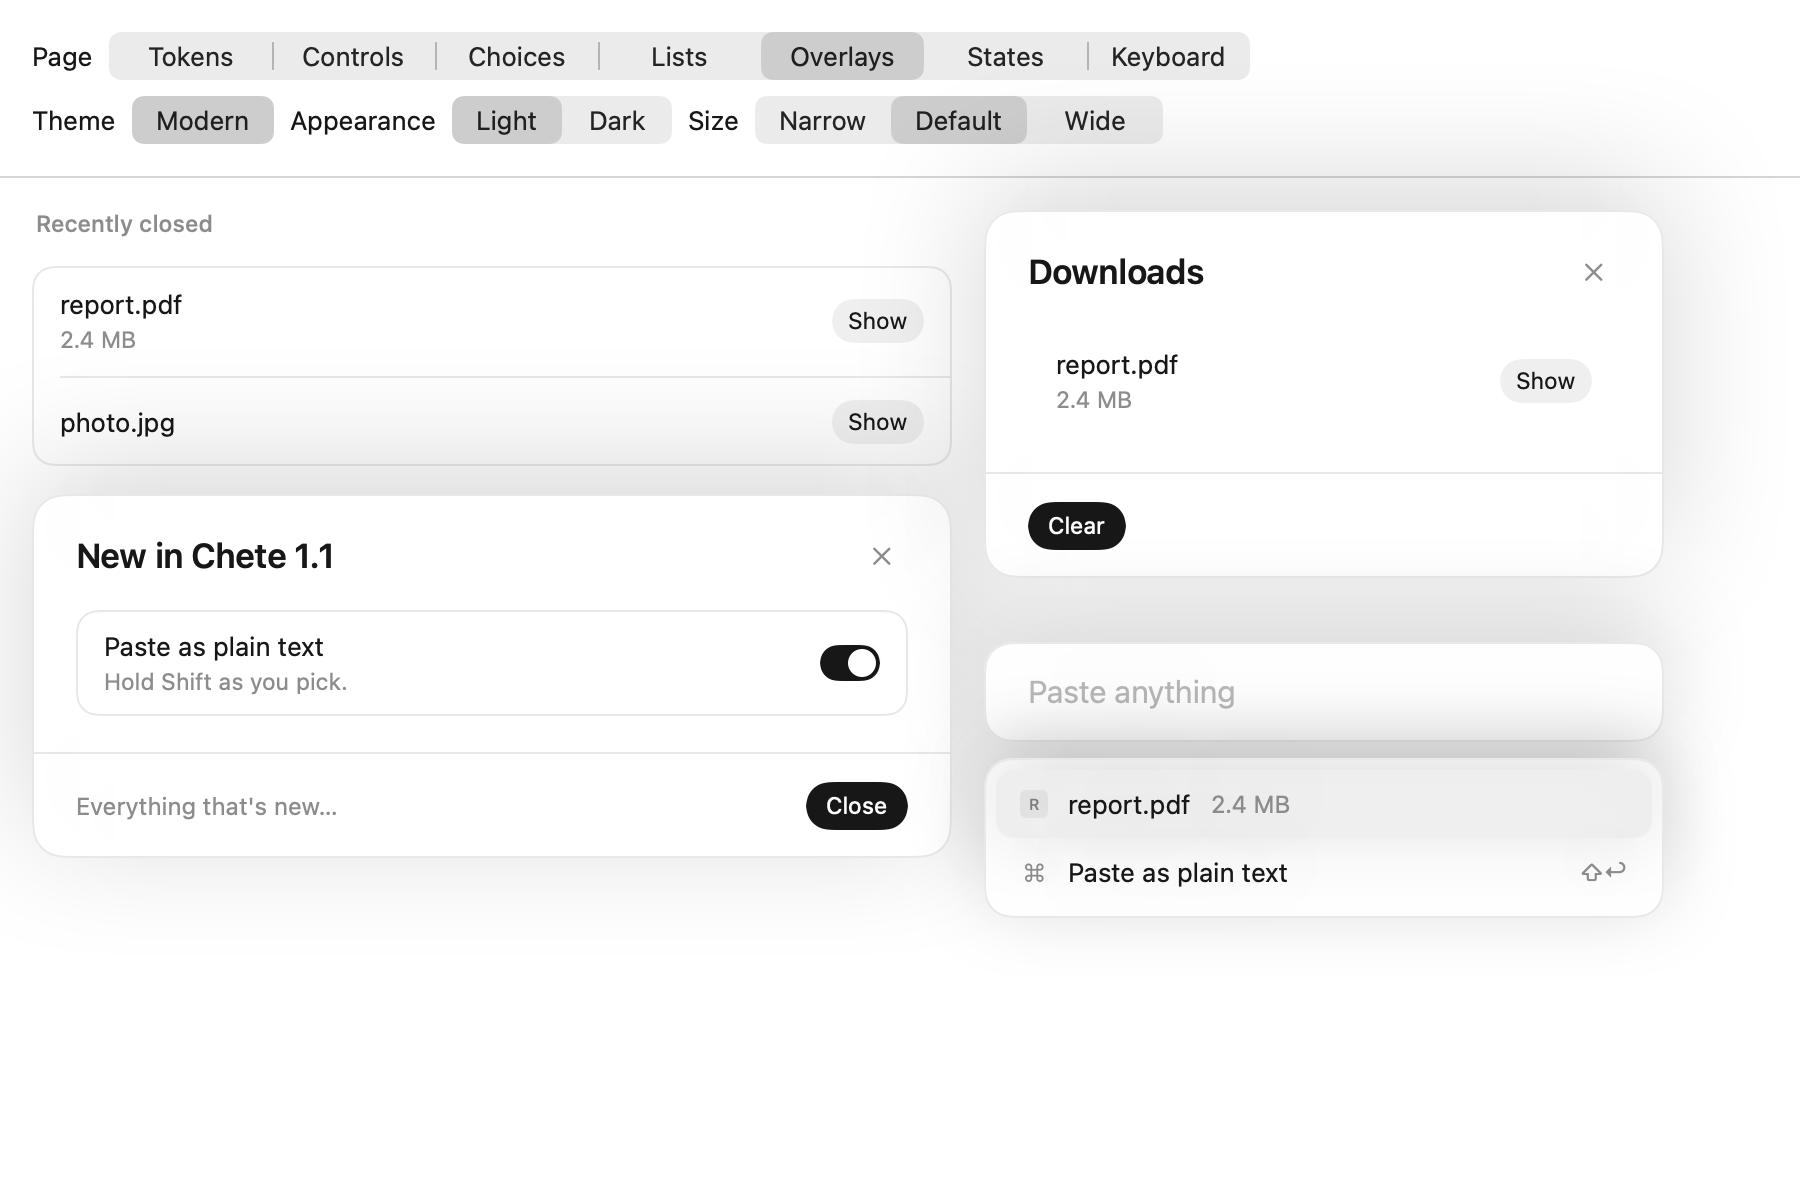 Page Tokens Controls Choices Lists Overlays States Keyboard
Theme Modern Appearance Light Dark Size Narrow Default Wide
Recently closed
report.pdf
2.4 MB
Show
photo.jpg
Show
New in Chete 1.1
Paste as plain text
Hold Shift as you pick.
Everything that's new...
Close
Downloads
report.pdf
2.4 MB
Show
Clear
Paste anything
R report.pdf 2.4 MB
⌘ Paste as plain text ⇧↩